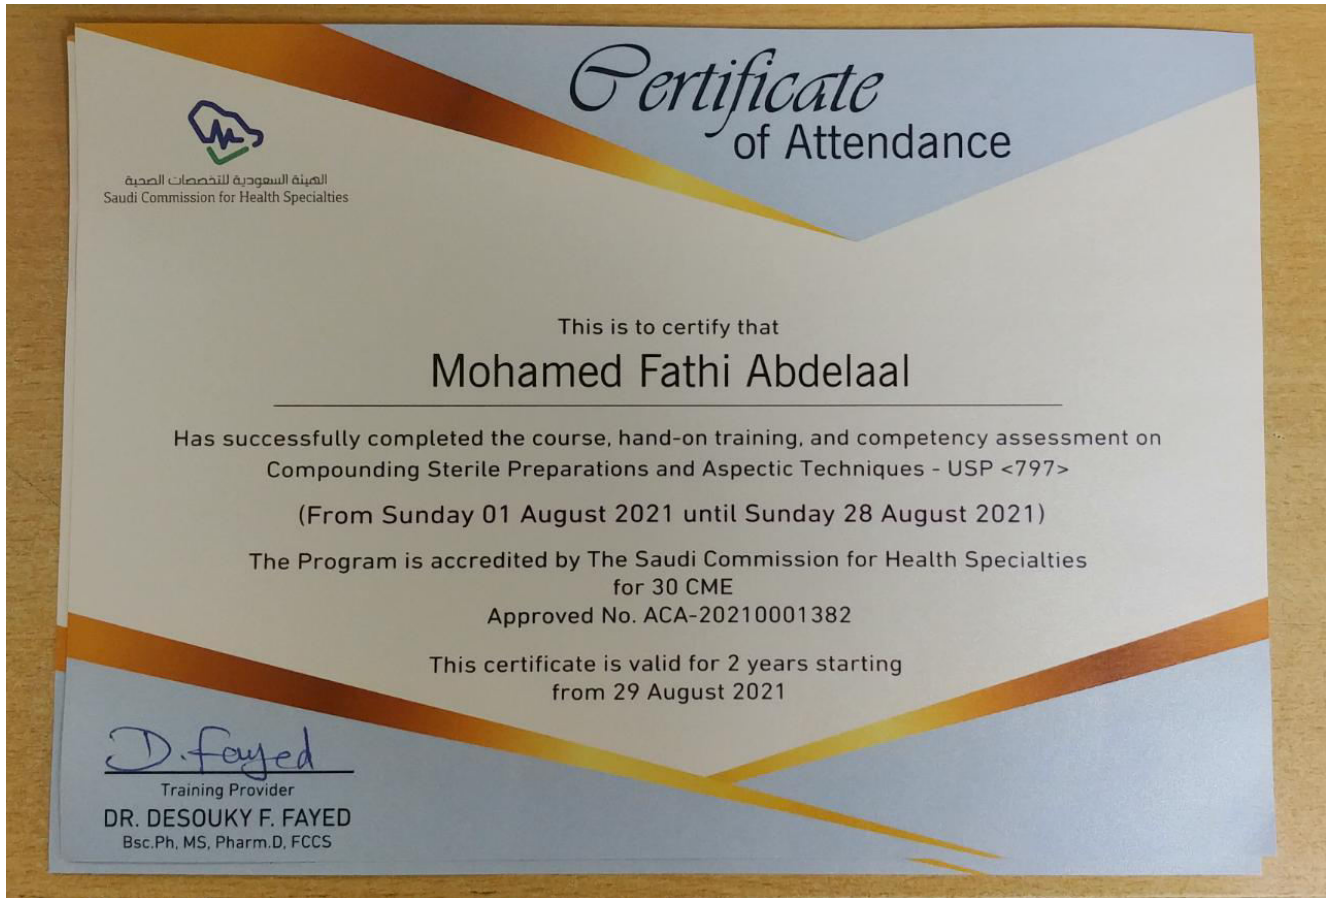 Certificate
of Attendance
الهيئة السعودية للتخصصات الصحية
Saudi Commission for Health Specialties
This is to certify that
Mohamed Fathi Abdelaal
Has successfully completed the course, hand-on training, and competency assessment on
Compounding Sterile Preparations and Aspectic Techniques - USP <797>
(From Sunday 01 August 2021 until Sunday 28 August 2021)
The Program is accredited by The Saudi Commission for Health Specialties
for 30 CME
Approved No. ACA-20210001382
This certificate is valid for 2 years starting
from 29 August 2021
D. Fayed
Training Provider
DR. DESOUKY F. FAYED
Bsc.Ph, MS, Pharm.D, FCCS